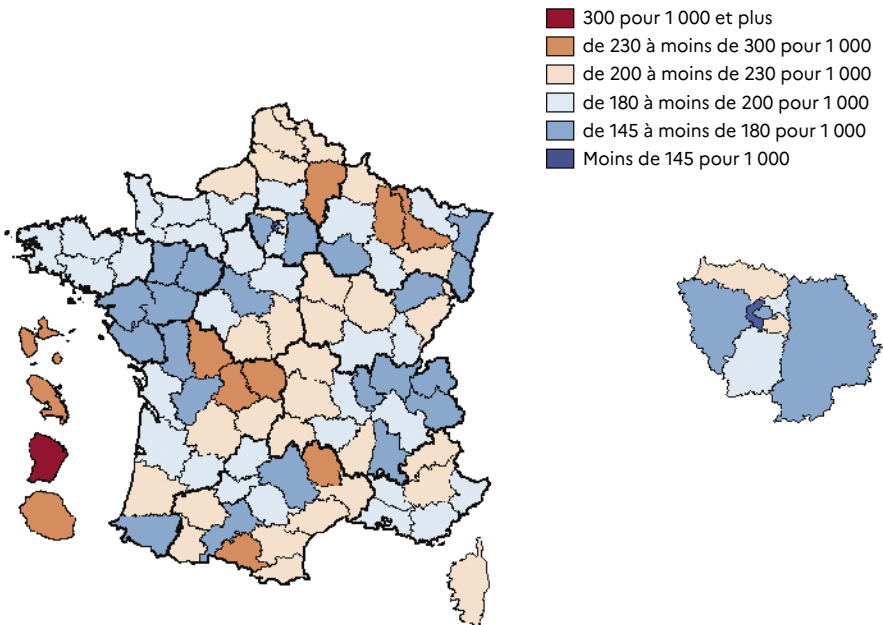 300 pour 1 000 et plus
de 230 à moins de 300 pour 1 000
de 200 à moins de 230 pour 1 000
de 180 à moins de 200 pour 1 000
de 145 à moins de 180 pour 1 000
Moins de 145 pour 1 000